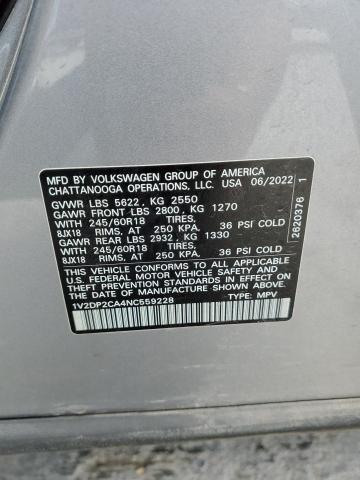 MFD BY VOLKSWAGEN GROUP OF AMERICA
CHATTANOOGA OPERATIONS, LLC. USA 06/2022
GVWR LBS 5622, KG 2550
GAWR FRONT LBS 2800, KG 1270
WITH 245/60R18 TIRES,
8JX18 RIMS, AT 250 KPA, 36 PSI COLD
GAWR REAR LBS 2932, KG 1330
WITH 245/60R18 TIRES,
8JX18 RIMS, AT 250 KPA, 36 PSI COLD
THIS VEHICLE CONFORMS TO ALL APPLICABLE
U.S. FEDERAL MOTOR VEHICLE SAFETY AND
THEFT PREVENTION STANDARDS IN EFFECT
ON THE DATE OF MANUFACTURE SHOWN ABOVE.
1V2DP2CA4NC559228 TYPE: MPV
2620376 1